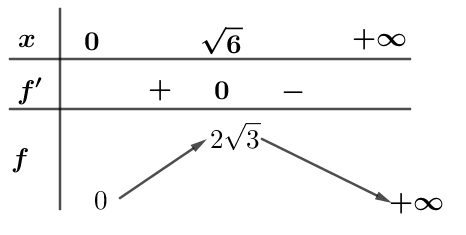 x 0 √6 +∞
f′ + 0 −
2√3
f
0 +∞